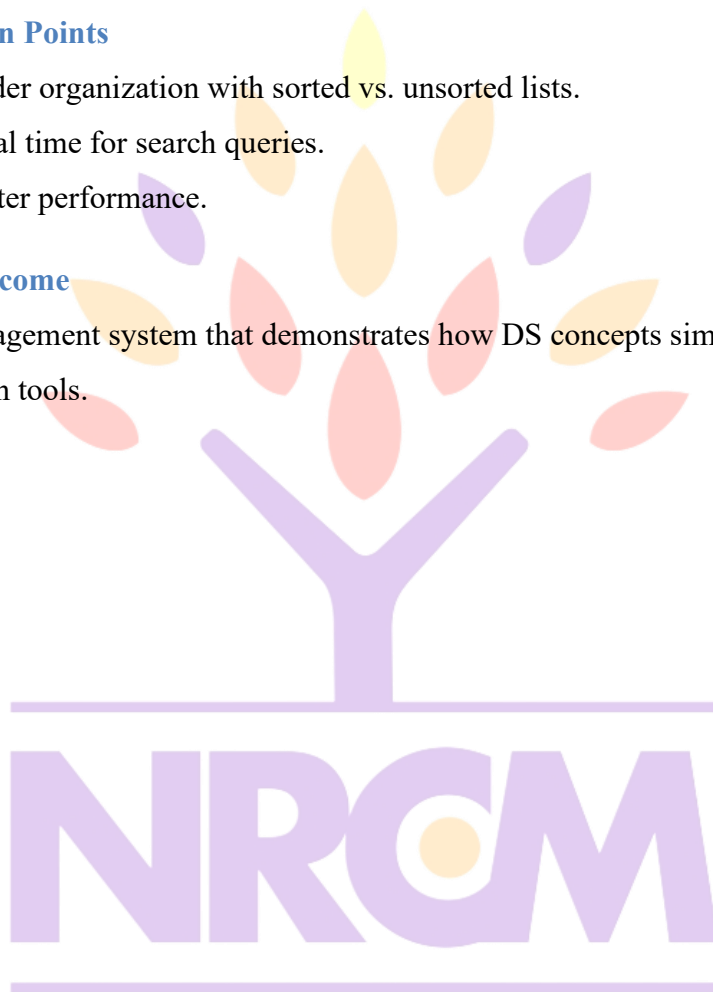 n Points
der organization with sorted vs. unsorted lists.
al time for search queries.
ter performance.
come
agement system that demonstrates how DS concepts sim
n tools.
NRCM